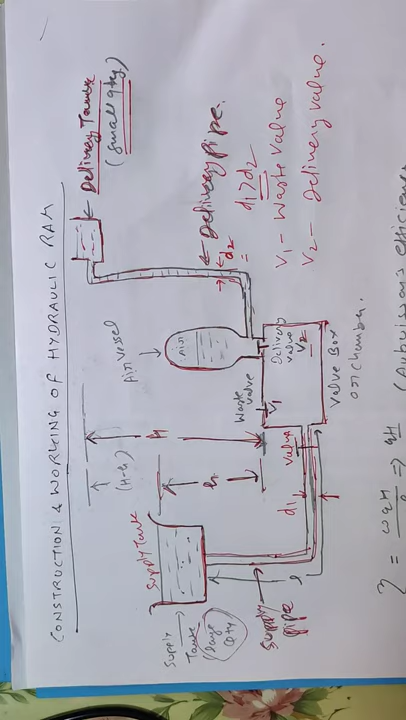 CONSTRUCTION & WORKING OF HYDRAULIC RAM
← Delivery Tank
(Small qty)
← Delivery pipe.
d2
d1 > d2
V1 - Waste Valve
V2 - Delivery Valve.
Air vessel
Air
(H-h)
H
h
Waste valve
V1
Delivery
valve
V2
Valve Box
or chamber.
Valve
d1
Supply Tank
Supply
Tank
(Large
Qty)
Supply
Pipe
η =